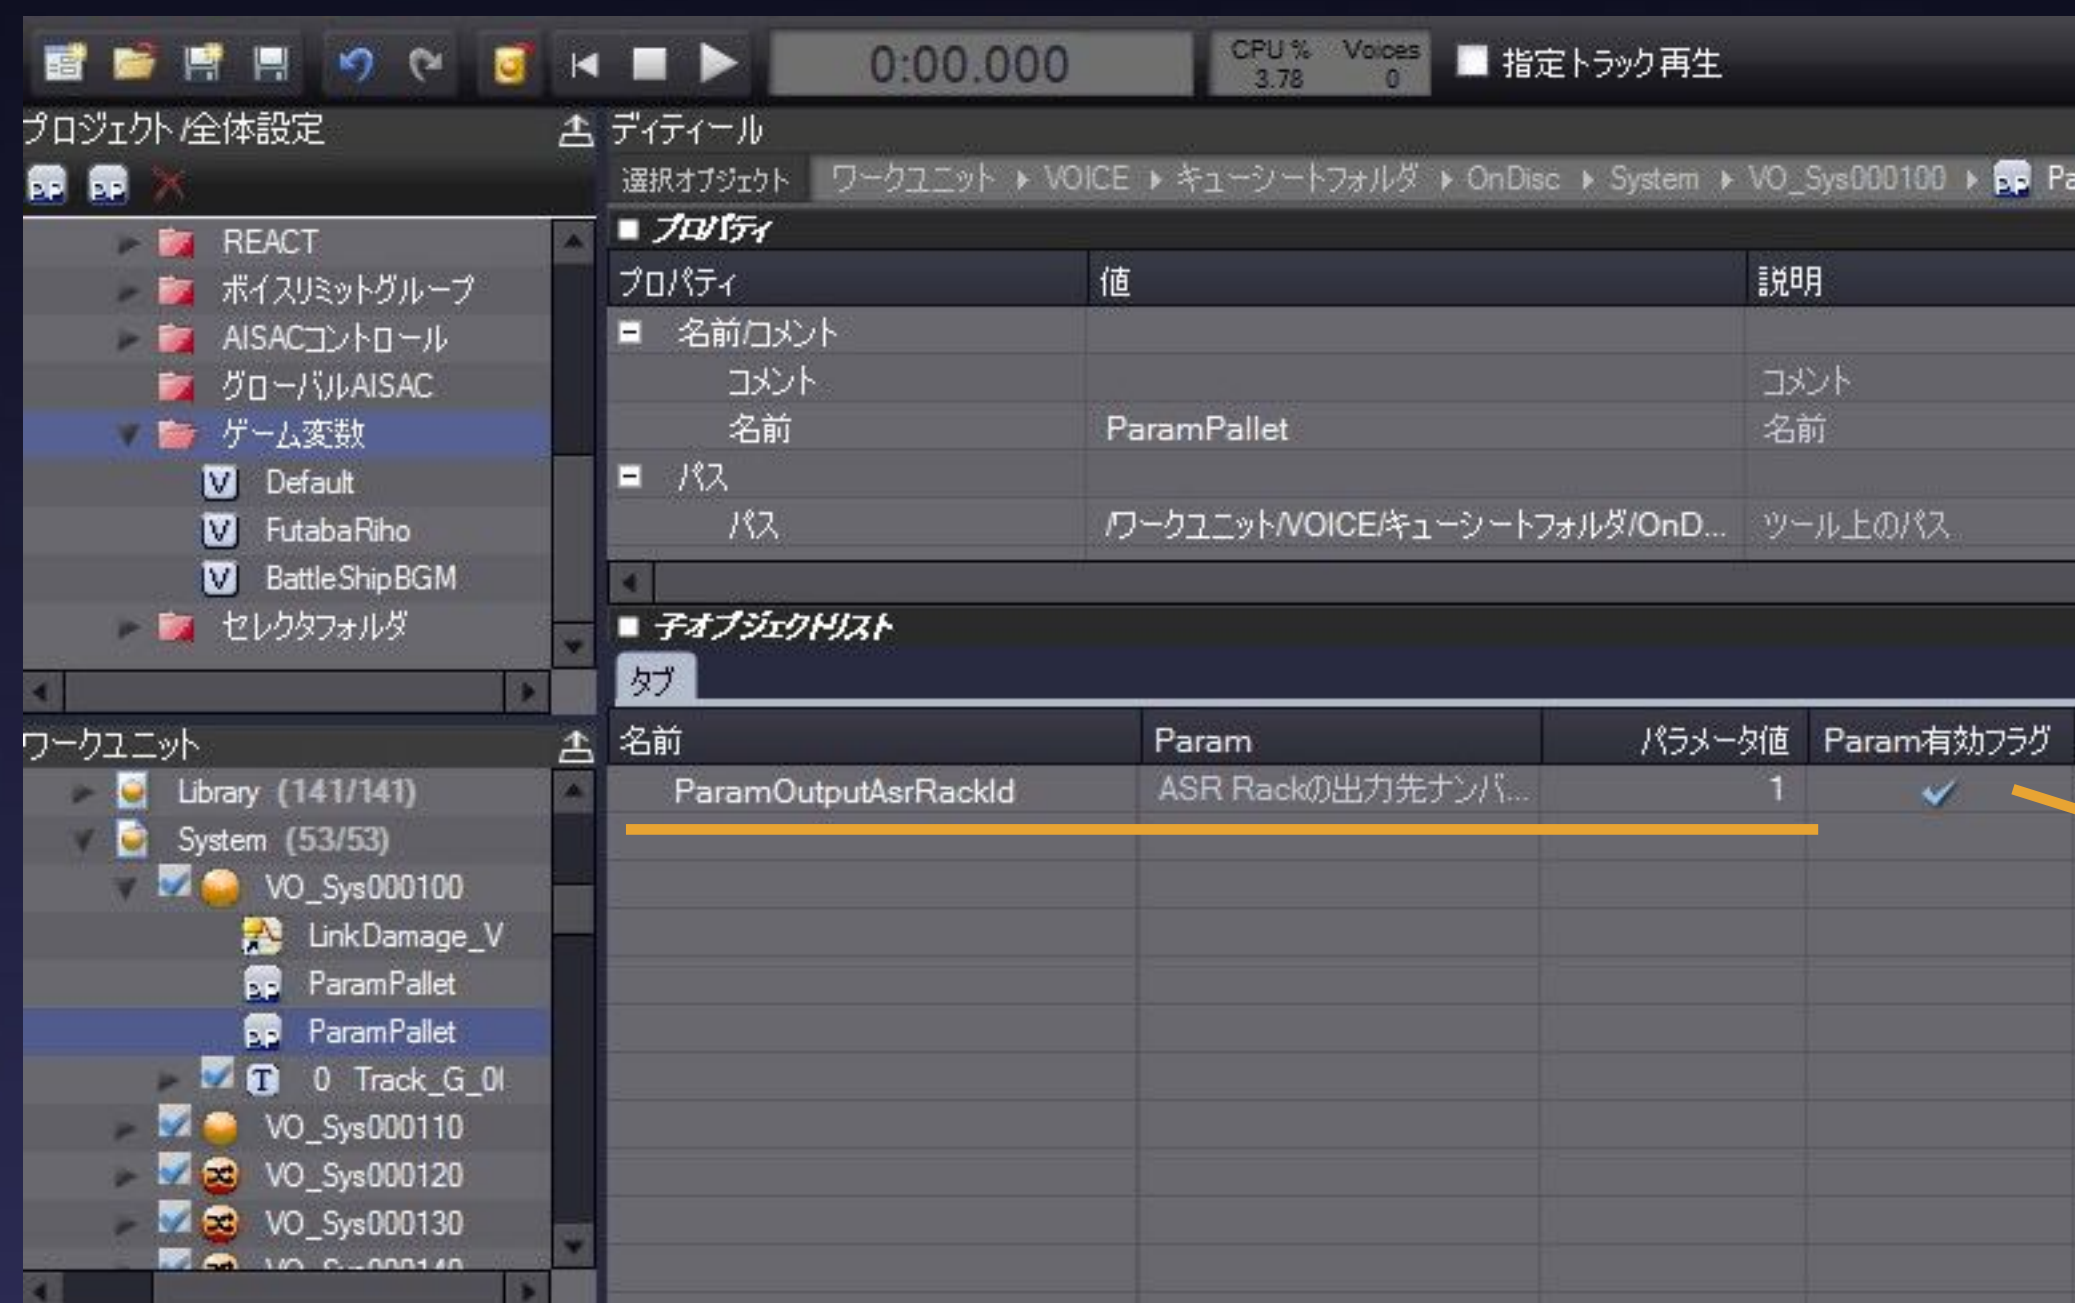 0:00.000
CPU % Voices
3.78 0
指定トラック再生
プロジェクト/全体設定
REACT
ボイスリミットグループ
AISACコントロール
グローバルAISAC
ゲーム変数
Default
FutabaRiho
BattleShipBGM
セレクタフォルダ
ワークユニット
Library (141/141)
System (53/53)
VO_Sys000100
LinkDamage_V
ParamPallet
ParamPallet
0 Track_G_0
VO_Sys000110
VO_Sys000120
VO_Sys000130
VO_Sys000140
ディティール
選択オブジェクト ワークユニット VOICE キューシートフォルダ OnDisc System VO_Sys000100 Pa
プロパティ
プロパティ 値 説明
名前/コメント
コメント コメント
名前 ParamPallet 名前
パス
パス /ワークユニット/VOICE/キューシートフォルダ/OnD... ツール上のパス
子オブジェクトリスト
タブ
名前 Param パラメータ値 Param有効フラグ
ParamOutputAsrRackId ASR Rackの出力先ナンバ... 1